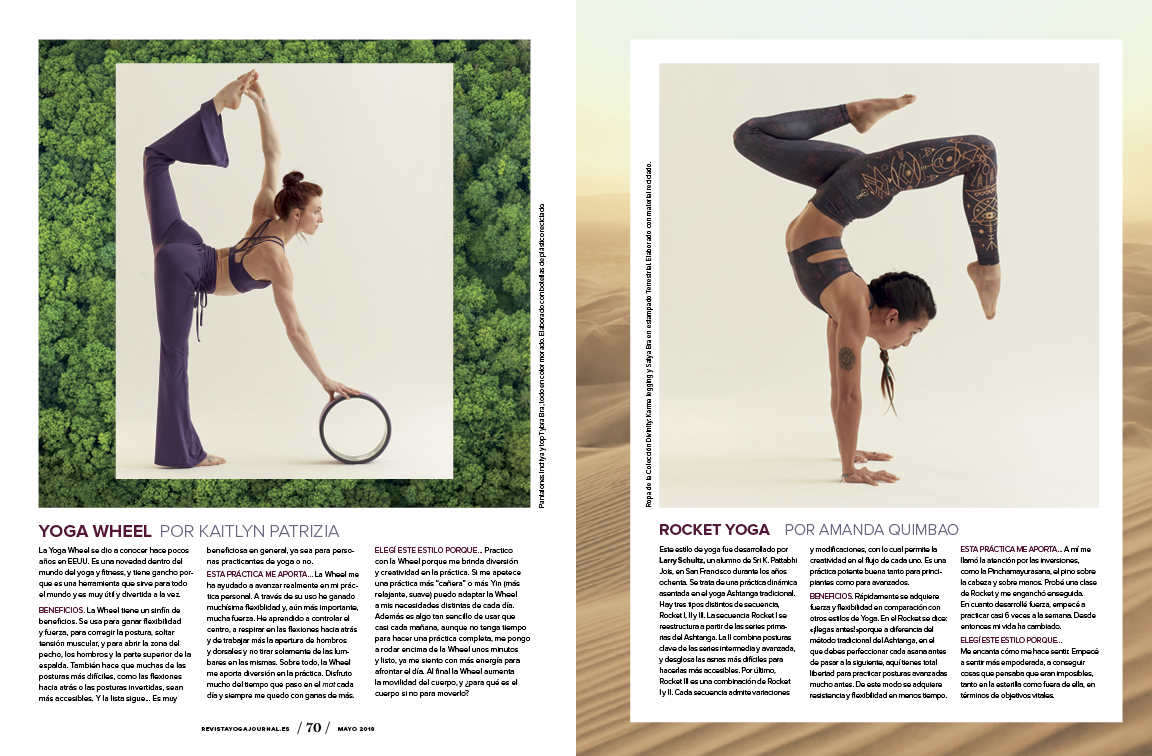 Pantalones Inchya y top Tybra Bra, todo en color morado. Elaborado con botellas de plástico reciclado.
YOGA WHEEL POR KAITLYN PATRIZIA
La Yoga Wheel se dio a conocer hace pocos
años en EEUU. Es una novedad dentro del
mundo del yoga y fitness, y tiene gancho por-
que es una herramienta que sirve para todo
el mundo y es muy útil y divertida a la vez.
BENEFICIOS. La Wheel tiene un sinfín de
beneficios. Se usa para ganar flexibilidad
y fuerza, para corregir la postura, soltar
tensión muscular, y para abrir la zona del
pecho, los hombros y la parte superior de la
espalda. También hace que muchas de las
posturas más difíciles, como las flexiones
hacia atrás o las posturas invertidas, sean
más accesibles. Y la lista sigue... Es muy
beneficiosa en general, ya sea para perso-
nas practicantes de yoga o no.
ESTA PRÁCTICA ME APORTA... La Wheel me
ha ayudado a avanzar realmente en mi prác-
tica personal. A través de su uso he ganado
muchísima flexibilidad y, aún más importante,
mucha fuerza. He aprendido a controlar el
centro, a respirar en las flexiones hacia atrás
y de trabajar más la apertura de hombros
y dorsales y no tirar solamente de las lum-
bares en las mismas. Sobre todo, la Wheel
me aporta diversión en la práctica. Disfruto
mucho del tiempo que paso en el mat cada
día y siempre me quedo con ganas de más.
ELEGÍ ESTE ESTILO PORQUE... Practico
con la Wheel porque me brinda diversión
y creatividad en la práctica. Si me apetece
una práctica más “cañera” o más Yin (más
relajante, suave) puedo adaptar la Wheel
a mis necesidades distintas de cada día.
Además es algo tan sencillo de usar que
casi cada mañana, aunque no tenga tiempo
para hacer una práctica completa, me pongo
a rodar encima de la Wheel unos minutos
y listo, ya me siento con más energía para
afrontar el día. Al final la Wheel aumenta
la movilidad del cuerpo, y ¿para qué es el
cuerpo si no para moverlo?
REVISTAYOGAJOURNAL.ES / 70 / MAYO 2018
Ropa de la Colección Divinity: Karma legging y Satya Bra en estampado Terrestrial. Elaborado con material reciclado.
ROCKET YOGA POR AMANDA QUIMBAO
Este estilo de yoga fue desarrollado por
Larry Schultz, un alumno de Sri K. Pattabhi
Jois, en San Francisco durante los años
ochenta. Se trata de una práctica dinámica
asentada en el yoga Ashtanga tradicional.
Hay tres tipos distintos de secuencia,
Rocket I, II y III. La secuencia Rocket I se
reestructura a partir de las series prima-
rias del Ashtanga. La II combina posturas
clave de las series intermedia y avanzada,
y desglosa las asnas más difíciles para
hacerlas más accesibles. Por último,
Rocket III es una combinación de Rocket
I y II. Cada secuencia admite variaciones
y modificaciones, con lo cual permite la
creatividad en el flujo de cada uno. Es una
práctica potente buena tanto para princi-
piantes como para avanzados.
BENEFICIOS. Rápidamente se adquiere
fuerza y flexibilidad en comparación con
otros estilos de Yoga. En el Rocket se dice:
«¡llegas antes!»porque a diferencia del
método tradicional del Ashtanga, en el
que debes perfeccionar cada asana antes
de pasar a la siguiente, aquí tienes total
libertad para practicar posturas avanzadas
mucho antes. De este modo se adquiere
resistencia y flexibilidad en menos tiempo.
ESTA PRÁCTICA ME APORTA... A mí me
llamó la atención por las inversiones,
como la Pinchamayurasana, el pino sobre
la cabeza y sobre manos. Probé una clase
de Rocket y me enganchó enseguida.
En cuanto desarrollé fuerza, empecé a
practicar casi 6 veces a la semana. Desde
entonces mi vida ha cambiado.
ELEGÍ ESTE ESTILO PORQUE...
Me encanta cómo me hace sentir. Empecé
a sentir más empoderada, a conseguir
cosas que pensaba que eran imposibles,
tanto en la esterilla como fuera de ella, en
términos de objetivos vitales.